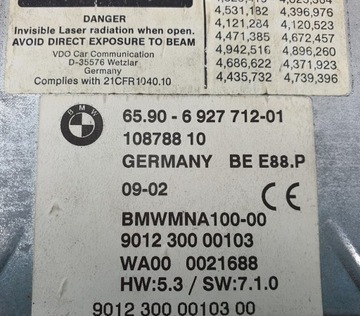 DANGER
Invisible Laser radiation when open.
AVOID DIRECT EXPOSURE TO BEAM
VDO Car Communication
D-35576 Wetzlar
Germany
Complies with 21CFR1040.10
4,531,182 4,396,976
4,121,284 4,120,523
4,471,385 4,672,457
4,942,516 4,896,260
4,686,622 4,371,923
4,435,732 4,739,396
BMW
65.90 - 6 927 712-01
108788 10
GERMANY BE E88.P
09-02
CE
BMWMNA100-00
9012 300 00103
WA00 0021688
HW:5.3 / SW:7.1.0
9012 300 00103 00